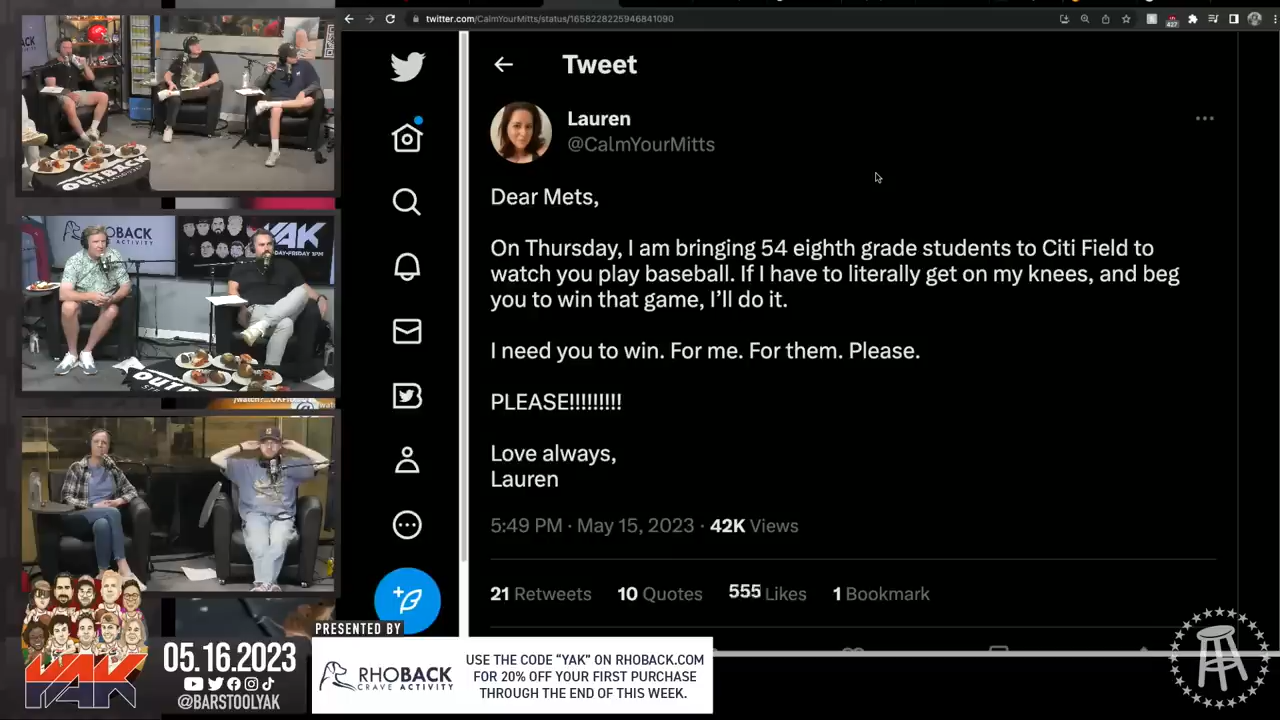 twitter.com/CalmYourMitts/status/1658228225946841090
Tweet
Lauren
@CalmYourMitts
Dear Mets,
On Thursday, I am bringing 54 eighth grade students to Citi Field to
watch you play baseball. If I have to literally get on my knees, and beg
you to win that game, I'll do it.
I need you to win. For me. For them. Please.
PLEASE!!!!!!!!!
Love always,
Lauren
5:49 PM · May 15, 2023 · 42K Views
21 Retweets 10 Quotes 555 Likes 1 Bookmark
OUTBACK
RHOBACK
ACTIVITY
YAK
PRESENTED BY
YAK
05.16.2023
@BARSTOOLYAK
RHOBACK
CRAVE ACTIVITY
USE THE CODE "YAK" ON RHOBACK.COM
FOR 20% OFF YOUR FIRST PURCHASE
THROUGH THE END OF THIS WEEK.